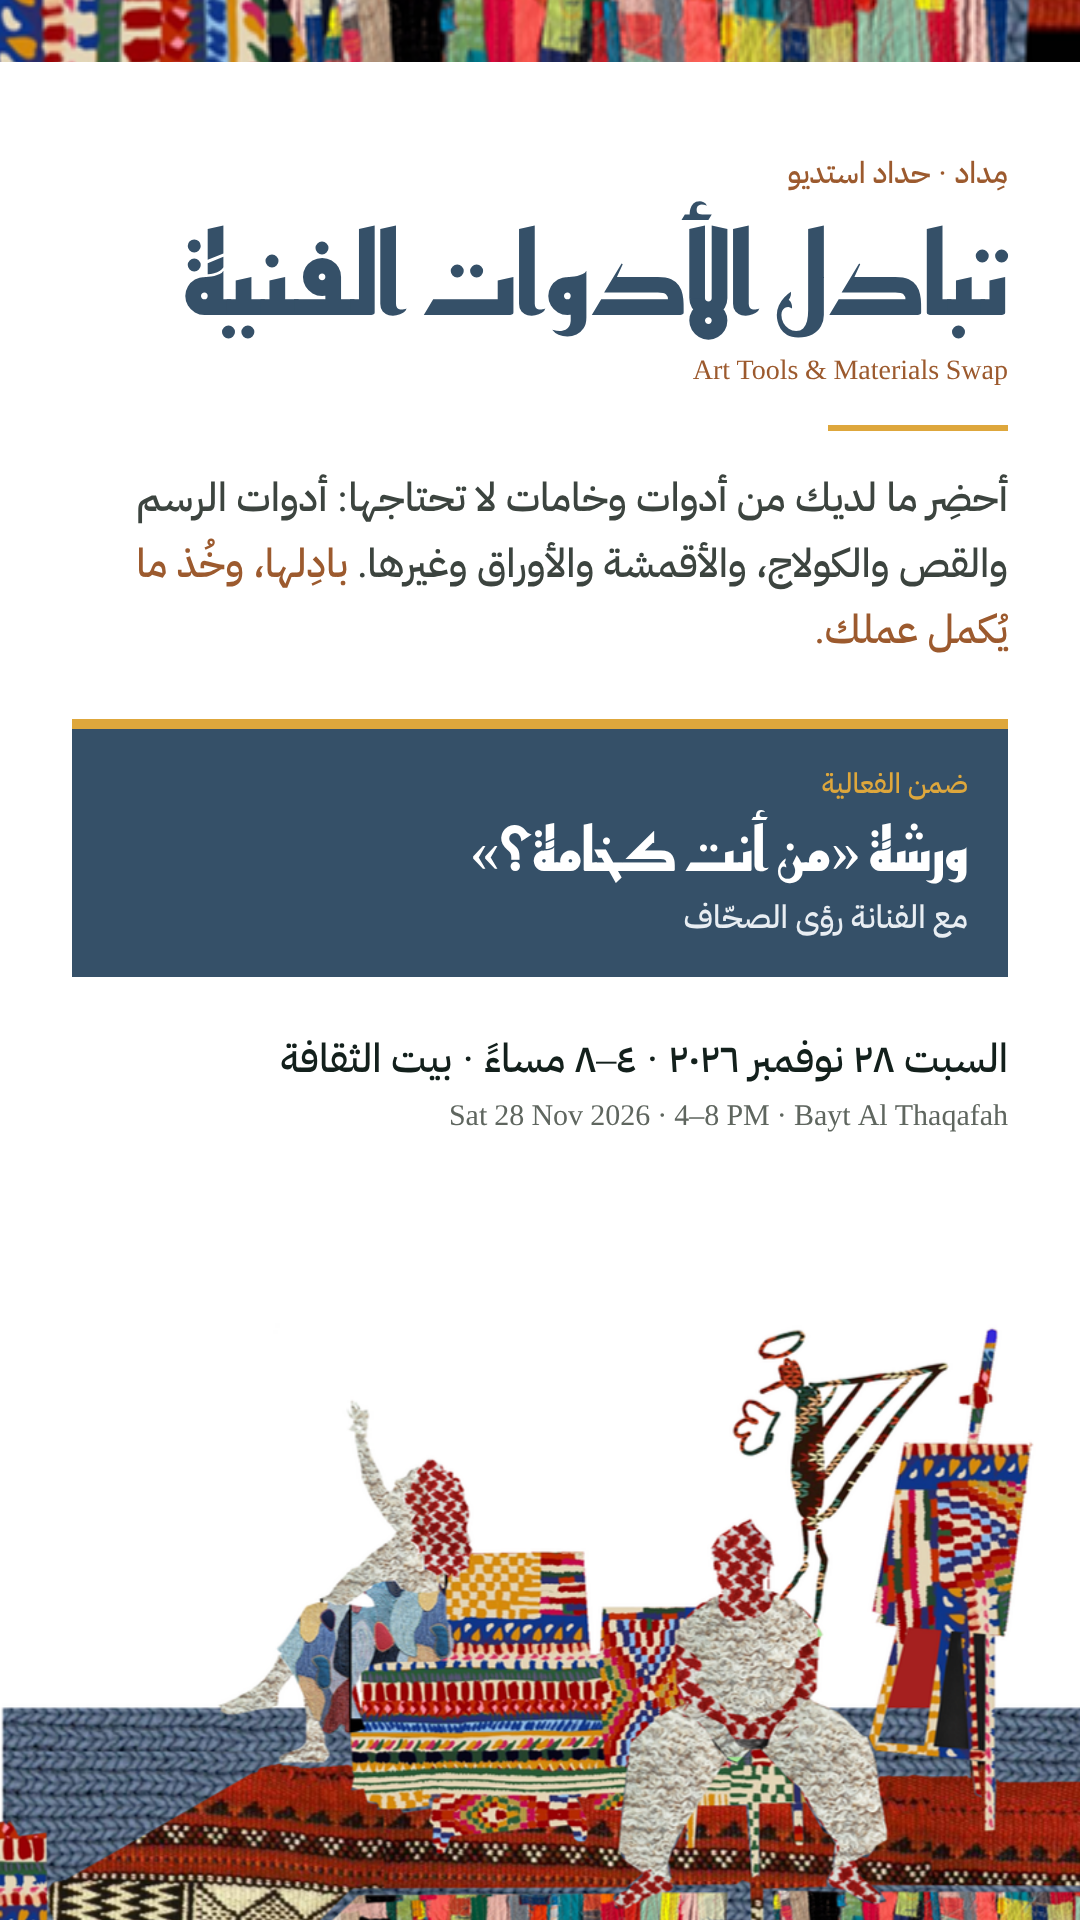 مِداد · حداد استديو
تبادل الأدوات الفنية
Art Tools & Materials Swap
أحضِر ما لديك من أدوات وخامات لا تحتاجها: أدوات الرسم
والقص والكولاج، والأقمشة والأوراق وغيرها. بادِلها، وخُذ ما
يُكمل عملك.
ضمن الفعالية
ورشة «من أنت كخامة؟»
مع الفنانة رؤى الصحّاف
السبت ٢٨ نوفمبر ٢٠٢٦ · ٤–٨ مساءً · بيت الثقافة
Sat 28 Nov 2026 · 4–8 PM · Bayt Al Thaqafah